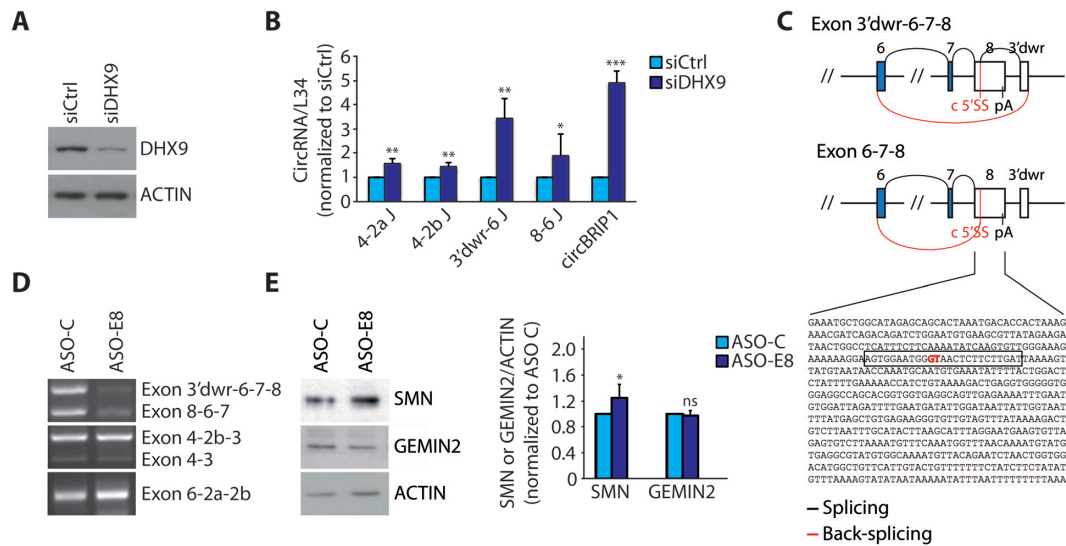 A
siCtrl
siDHX9
DHX9
ACTIN
B
CircRNA/L34
(normalized to siCtrl)
6
5
4
3
2
1
0
siCtrl
siDHX9
**
**
**
*
***
4-2a J
4-2b J
3'dwr-6 J
8-6 J
circBRIP1
C
Exon 3'dwr-6-7-8
6
7
8
3'dwr
//
//
c 5'SS
pA
Exon 6-7-8
6
7
8
3'dwr
//
//
c 5'SS
pA
GAAATGCTGGCATAGAGCAGCACTAAATGACACCACTAAAG
AAACGATCAGACAGATCTGGAATGTGAAGCGTTATAGAAGA
TAACTGGCCTCATTTCTTCAAAATATCAAGTGTTGGGAAAG
AAAAAAGGAAGTGGAATGGGTAACTCTTCTTGATTAAAAGT
TATGTAATAACCAAATGCAATGTGAAATATTTTACTGGACT
CTATTTTGAAAAACCATCTGTAAAAGACTGAGGTGGGGGTG
GGAGGCCAGCACGGTGGTGAGGCAGTTGAGAAAATTTGAAT
GTGGATTAGATTTTGAATGATATTGGATAATTATTGGTAAT
TTTATGAGCTGTGAGAAGGGTGTTGTAGTTTATAAAAGACT
GTCTTAATTTGCATACTTAAGCATTTAGGAATGAAGTGTTA
GAGTGTCTTAAAATGTTTCAAATGGTTTAACAAAATGTATG
TGAGGCGTATGTGGCAAAATGTTACAGAATCTAACTGGTGG
ACATGGCTGTTCATTGTACTGTTTTTTTCTATCTTCTATAT
GTTTAAAAGTATATAATAAAAATATTTAATTTTTTTTTAAA
Splicing
Back-splicing
D
ASO-C
ASO-E8
Exon 3'dwr-6-7-8
Exon 8-6-7
Exon 4-2b-3
Exon 4-3
Exon 6-2a-2b
E
ASO-C
ASO-E8
SMN
GEMIN2
ACTIN
SMN or GEMIN2/ACTIN
(normalized to ASO C)
2.0
1.6
1.2
0.8
0.4
0
ASO-C
ASO-E8
*
ns
SMN
GEMIN2